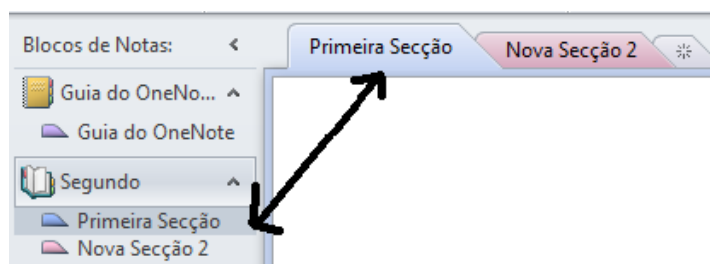 Blocos de Notas:
Guia do OneNo...
Guia do OneNote
Segundo
Primeira Secção
Nova Secção 2
Primeira Secção
Nova Secção 2